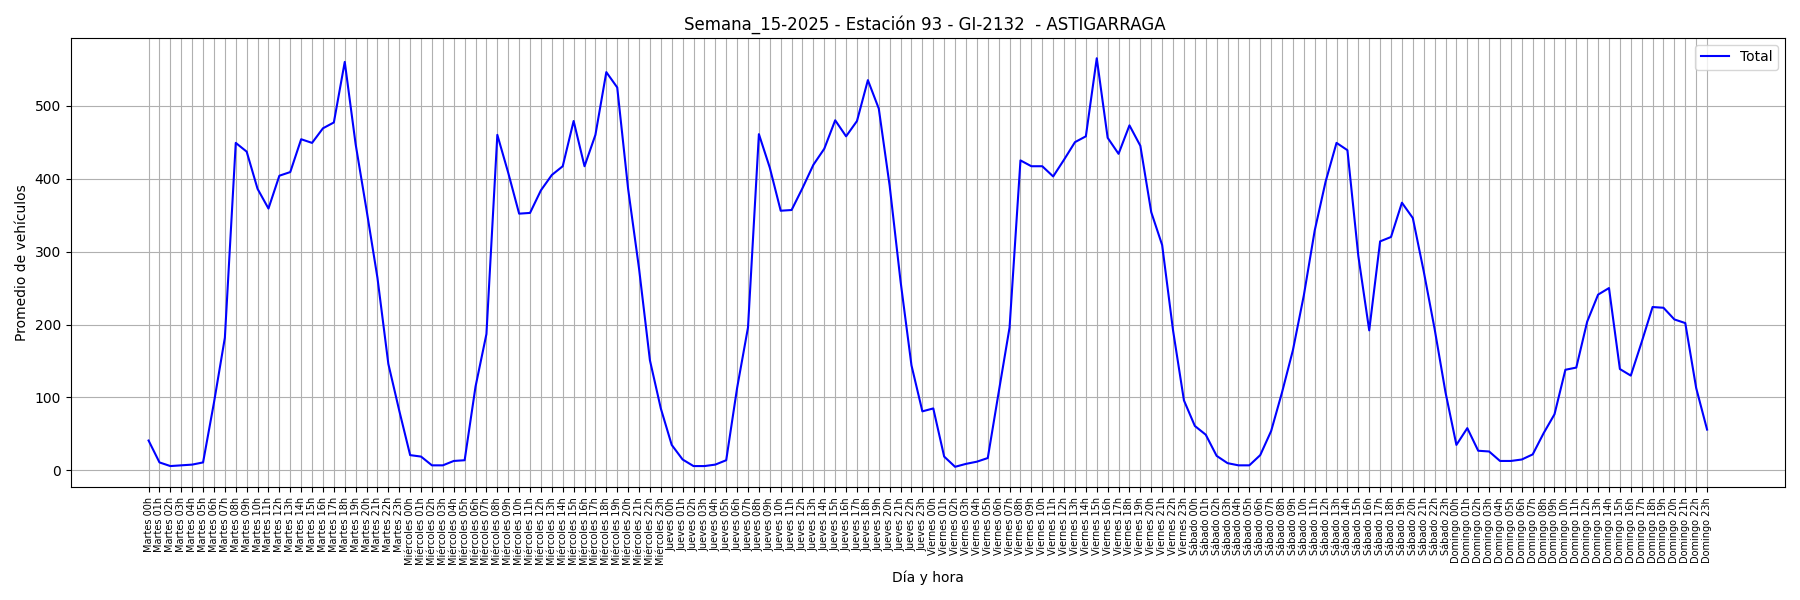 Semana_15-2025 - Estación 93 - GI-2132 - ASTIGARRAGA
Total
Promedio de vehículos
500
400
300
200
100
0
Martes 00h
Martes 01h
Martes 02h
Martes 03h
Martes 04h
Martes 05h
Martes 06h
Martes 07h
Martes 08h
Martes 09h
Martes 10h
Martes 11h
Martes 12h
Martes 13h
Martes 14h
Martes 15h
Martes 16h
Martes 17h
Martes 18h
Martes 19h
Martes 20h
Martes 21h
Martes 22h
Martes 23h
Miércoles 00h
Miércoles 01h
Miércoles 02h
Miércoles 03h
Miércoles 04h
Miércoles 05h
Miércoles 06h
Miércoles 07h
Miércoles 08h
Miércoles 09h
Miércoles 10h
Miércoles 11h
Miércoles 12h
Miércoles 13h
Miércoles 14h
Miércoles 15h
Miércoles 16h
Miércoles 17h
Miércoles 18h
Miércoles 19h
Miércoles 20h
Miércoles 21h
Miércoles 22h
Miércoles 23h
Jueves 00h
Jueves 01h
Jueves 02h
Jueves 03h
Jueves 04h
Jueves 05h
Jueves 06h
Jueves 07h
Jueves 08h
Jueves 09h
Jueves 10h
Jueves 11h
Jueves 12h
Jueves 13h
Jueves 14h
Jueves 15h
Jueves 16h
Jueves 17h
Jueves 18h
Jueves 19h
Jueves 20h
Jueves 21h
Jueves 22h
Jueves 23h
Viernes 00h
Viernes 01h
Viernes 02h
Viernes 03h
Viernes 04h
Viernes 05h
Viernes 06h
Viernes 07h
Viernes 08h
Viernes 09h
Viernes 10h
Viernes 11h
Viernes 12h
Viernes 13h
Viernes 14h
Viernes 15h
Viernes 16h
Viernes 17h
Viernes 18h
Viernes 19h
Viernes 20h
Viernes 21h
Viernes 22h
Viernes 23h
Sábado 00h
Sábado 01h
Sábado 02h
Sábado 03h
Sábado 04h
Sábado 05h
Sábado 06h
Sábado 07h
Sábado 08h
Sábado 09h
Sábado 10h
Sábado 11h
Sábado 12h
Sábado 13h
Sábado 14h
Sábado 15h
Sábado 16h
Sábado 17h
Sábado 18h
Sábado 19h
Sábado 20h
Sábado 21h
Sábado 22h
Sábado 23h
Domingo 00h
Domingo 01h
Domingo 02h
Domingo 03h
Domingo 04h
Domingo 05h
Domingo 06h
Domingo 07h
Domingo 08h
Domingo 09h
Domingo 10h
Domingo 11h
Domingo 12h
Domingo 13h
Domingo 14h
Domingo 15h
Domingo 16h
Domingo 17h
Domingo 18h
Domingo 19h
Domingo 20h
Domingo 21h
Domingo 22h
Domingo 23h
Día y hora